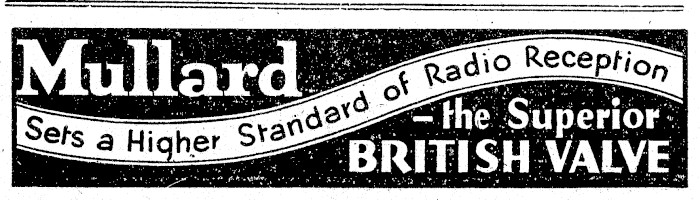 Mullard
Sets a Higher Standard of Radio Reception
– the Superior
BRITISH VALVE